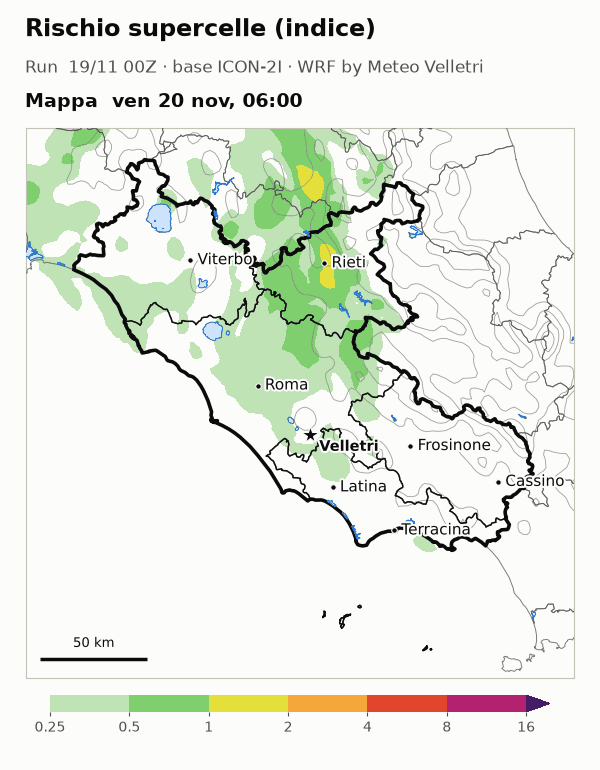 Rischio supercelle (indice)
Run  19/11 00Z · base ICON-2I · WRF by Meteo Velletri
Mappa  ven 20 nov, 06:00
Viterbo
Rieti
Roma
Velletri
Frosinone
Latina
Cassino
Terracina
50 km
0.25 0.5 1 2 4 8 16